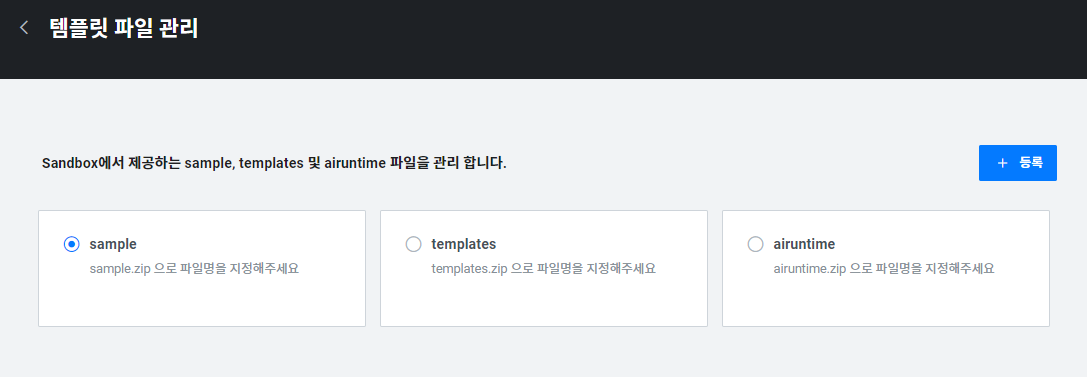 템플릿 파일 관리
Sandbox에서 제공하는 sample, templates 및 airuntime 파일을 관리 합니다.
+ 등록
sample
sample.zip 으로 파일명을 지정해주세요
templates
templates.zip 으로 파일명을 지정해주세요
airuntime
airuntime.zip 으로 파일명을 지정해주세요